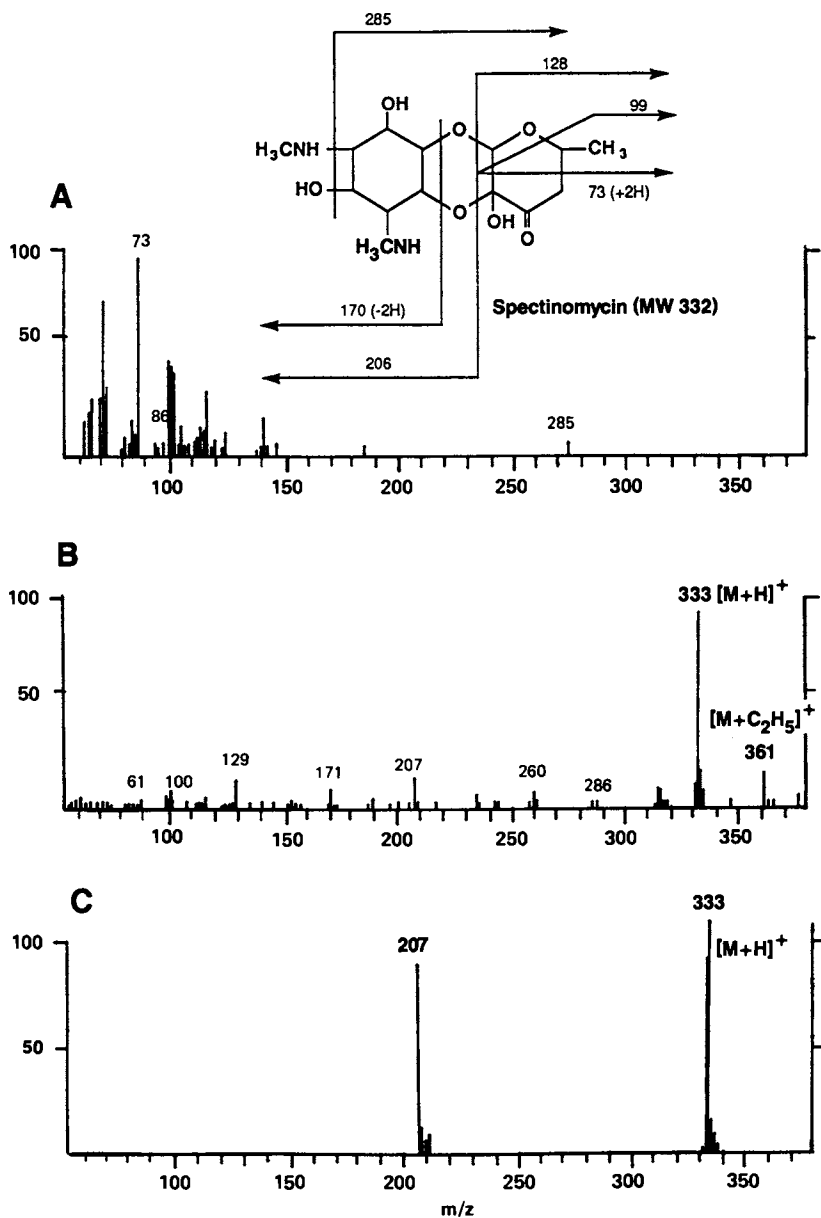 285
128
99
73 (+2H)
OH
O
O
H₃CNH
CH₃
HO
O
OH
O
H₃CNH
170 (-2H)
206
Spectinomycin (MW 332)
A
100
50
73
86
285
100
150
200
250
300
350
B
100
50
61
100
129
171
207
260
286
333 [M+H]⁺
[M+C₂H₅]⁺
361
100
150
200
250
300
350
C
100
50
207
333
[M+H]⁺
100
150
200
250
300
350
m/z